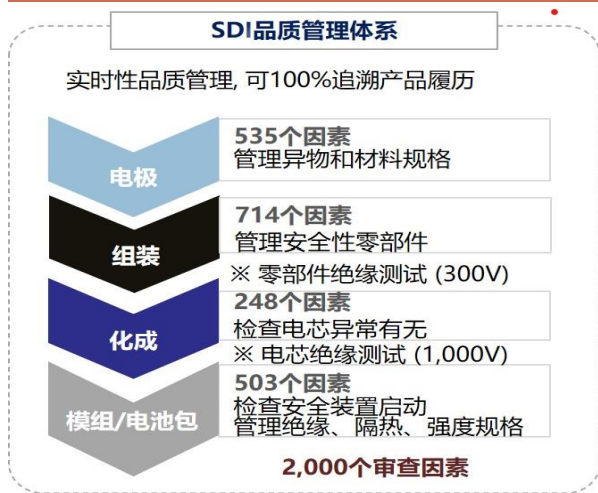 SDI品质管理体系
实时性品质管理, 可100%追溯产品履历
电极
535个因素
管理异物和材料规格
组装
714个因素
管理安全性零部件
※ 零部件绝缘测试 (300V)
化成
248个因素
检查电芯异常有无
※ 电芯绝缘测试 (1,000V)
模组/电池包
503个因素
检查安全装置启动
管理绝缘、隔热、强度规格
2,000个审查因素